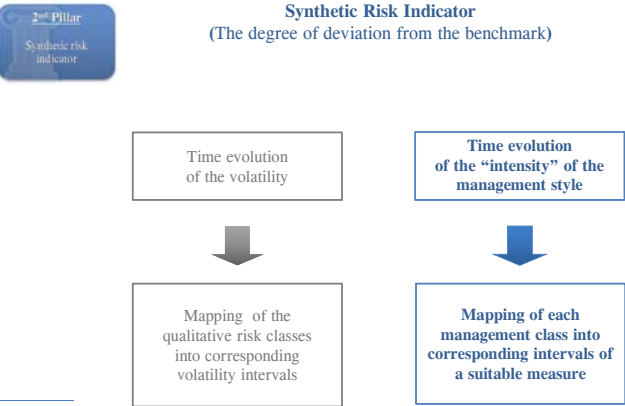 2nd Pillar
Synthetic risk
indicator
Synthetic Risk Indicator
(The degree of deviation from the benchmark)
Time evolution
of the volatility
Time evolution
of the “intensity” of the
management style
Mapping of the
qualitative risk classes
into corresponding
volatility intervals
Mapping of each
management class into
corresponding intervals of
a suitable measure